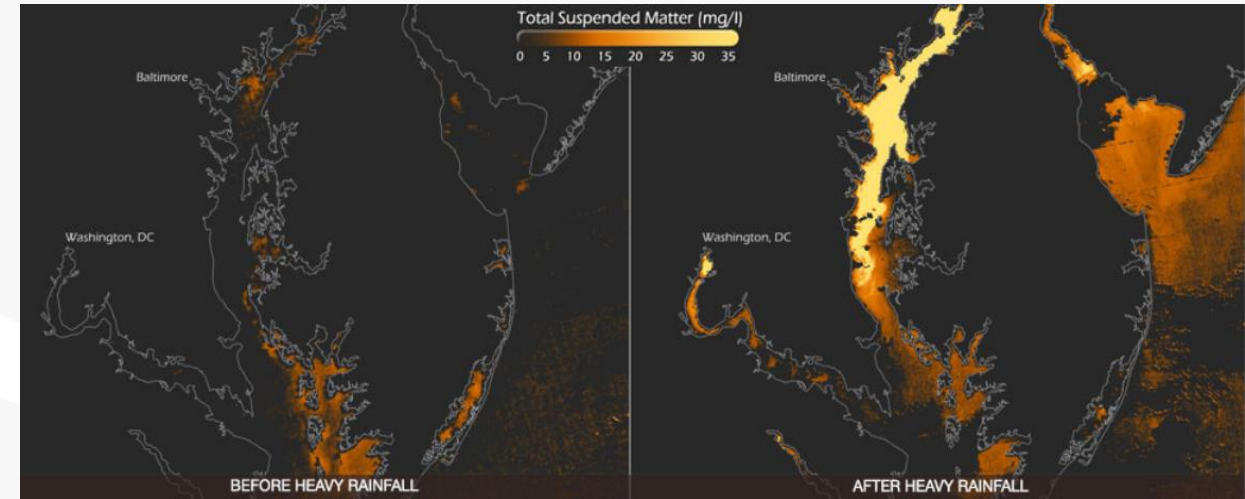 Total Suspended Matter (mg/l)
0 5 10 15 20 25 30 35
Baltimore
Washington, DC
BEFORE HEAVY RAINFALL
Baltimore
Washington, DC
AFTER HEAVY RAINFALL